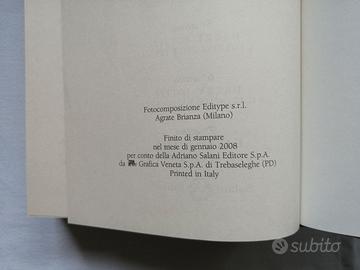 Fotocomposizione Editype s.r.l.
Agrate Brianza (Milano)
Finito di stampare
nel mese di gennaio 2008
per conto della Adriano Salani Editore S.p.A.
da Grafica Veneta S.p.A. di Trebaseleghe (PD)
Printed in Italy
subito